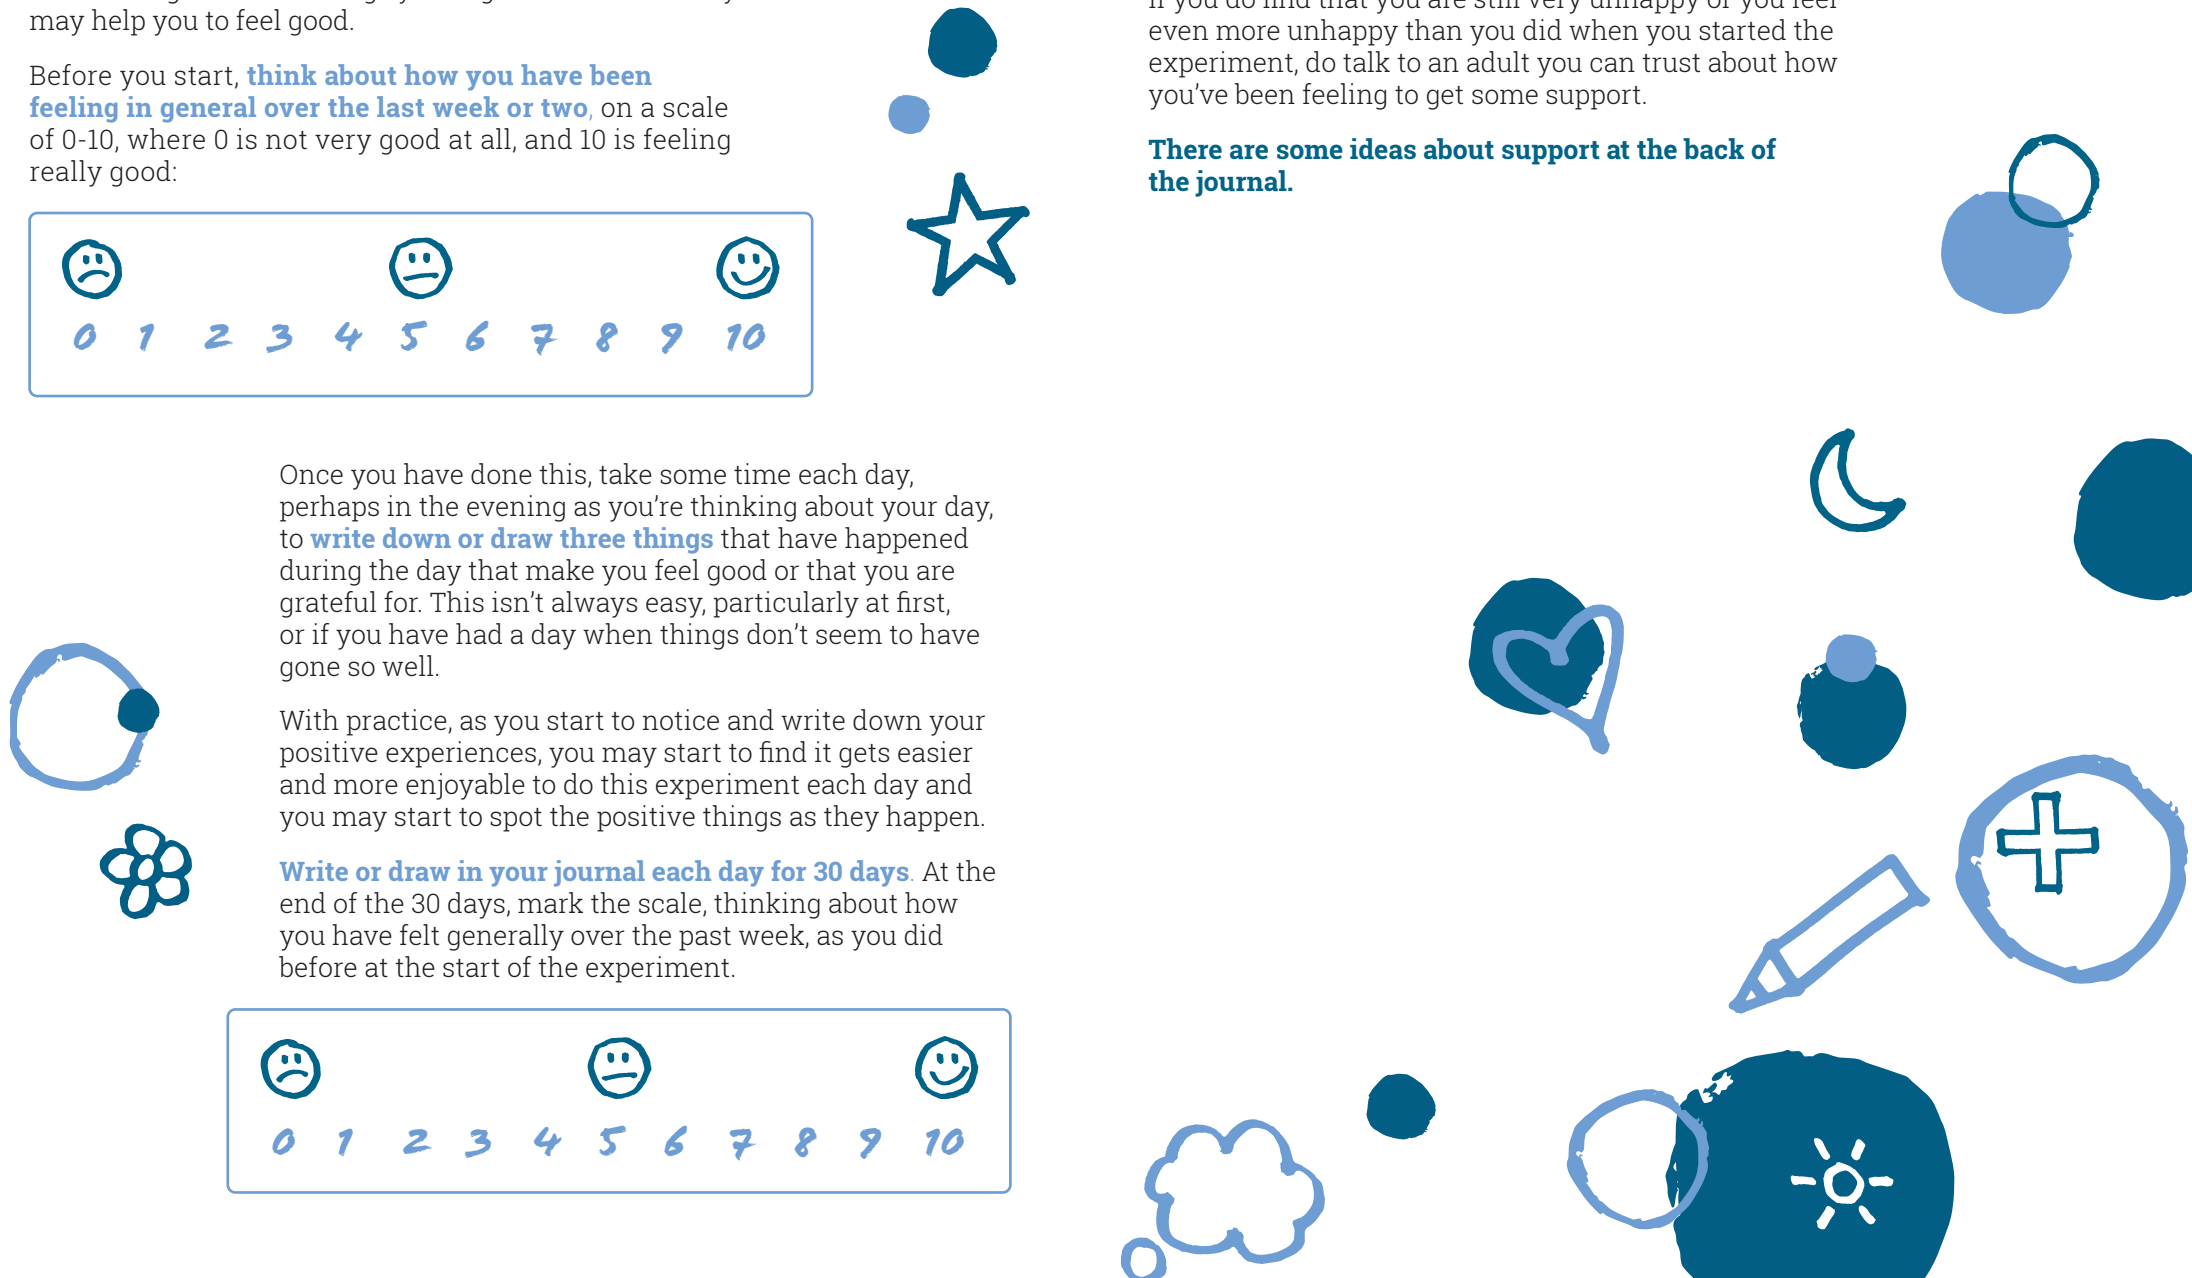 may help you to feel good.
Before you start, think about how you have been
feeling in general over the last week or two, on a scale
of 0-10, where 0 is not very good at all, and 10 is feeling
really good:
0 1 2 3 4 5 6 7 8 9 10
Once you have done this, take some time each day,
perhaps in the evening as you’re thinking about your day,
to write down or draw three things that have happened
during the day that make you feel good or that you are
grateful for. This isn’t always easy, particularly at first,
or if you have had a day when things don’t seem to have
gone so well.
With practice, as you start to notice and write down your
positive experiences, you may start to find it gets easier
and more enjoyable to do this experiment each day and
you may start to spot the positive things as they happen.
Write or draw in your journal each day for 30 days. At the
end of the 30 days, mark the scale, thinking about how
you have felt generally over the past week, as you did
before at the start of the experiment.
0 1 2 3 4 5 6 7 8 9 10
if you do find that you are still very unhappy or you feel
even more unhappy than you did when you started the
experiment, do talk to an adult you can trust about how
you’ve been feeling to get some support.
There are some ideas about support at the back of
the journal.